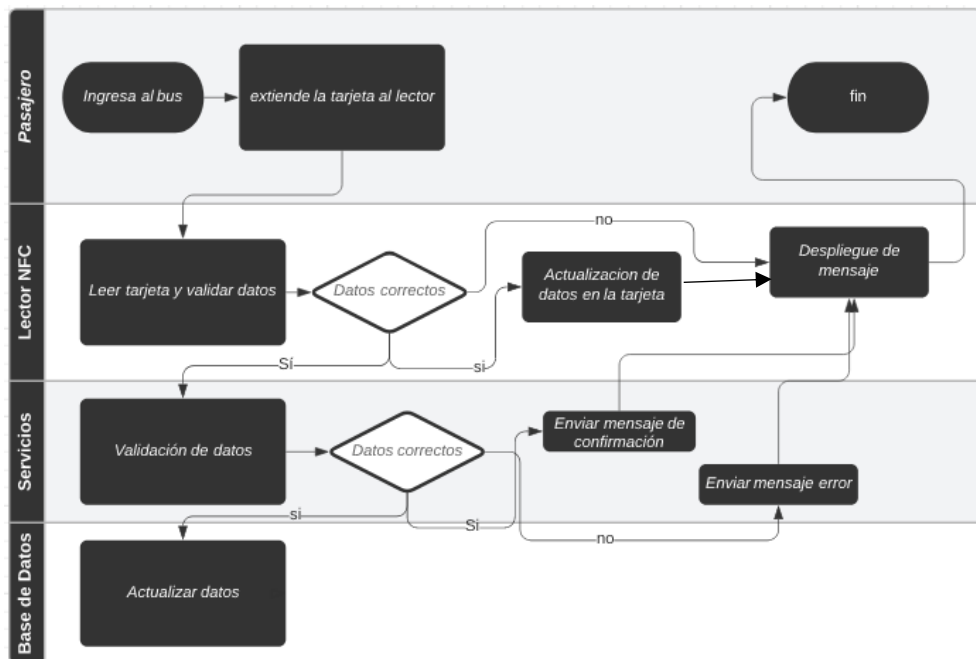 Pasajero
Ingresa al bus
extiende la tarjeta al lector
fin
Lector NFC
Leer tarjeta y validar datos
Datos correctos
no
Actualizacion de
datos en la tarjeta
Despliegue de
mensaje
Sí
si
Servicios
Validación de datos
Datos correctos
Enviar mensaje de
confirmación
Enviar mensaje error
si
Si
no
Base de Datos
Actualizar datos